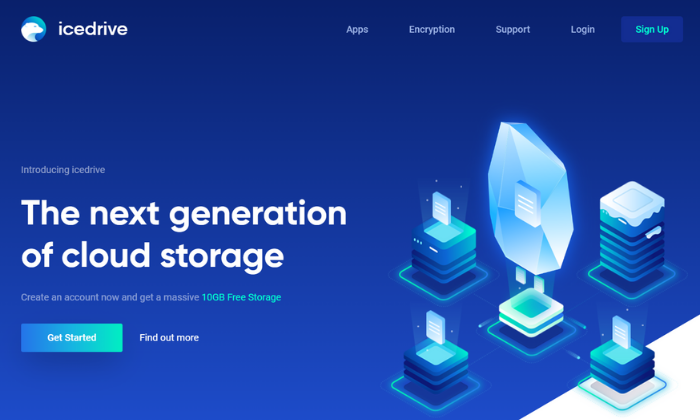 icedrive
Apps
Encryption
Support
Login
Sign Up
Introducing icedrive
The next generation
of cloud storage
Create an account now and get a massive 10GB Free Storage
Get Started
Find out more